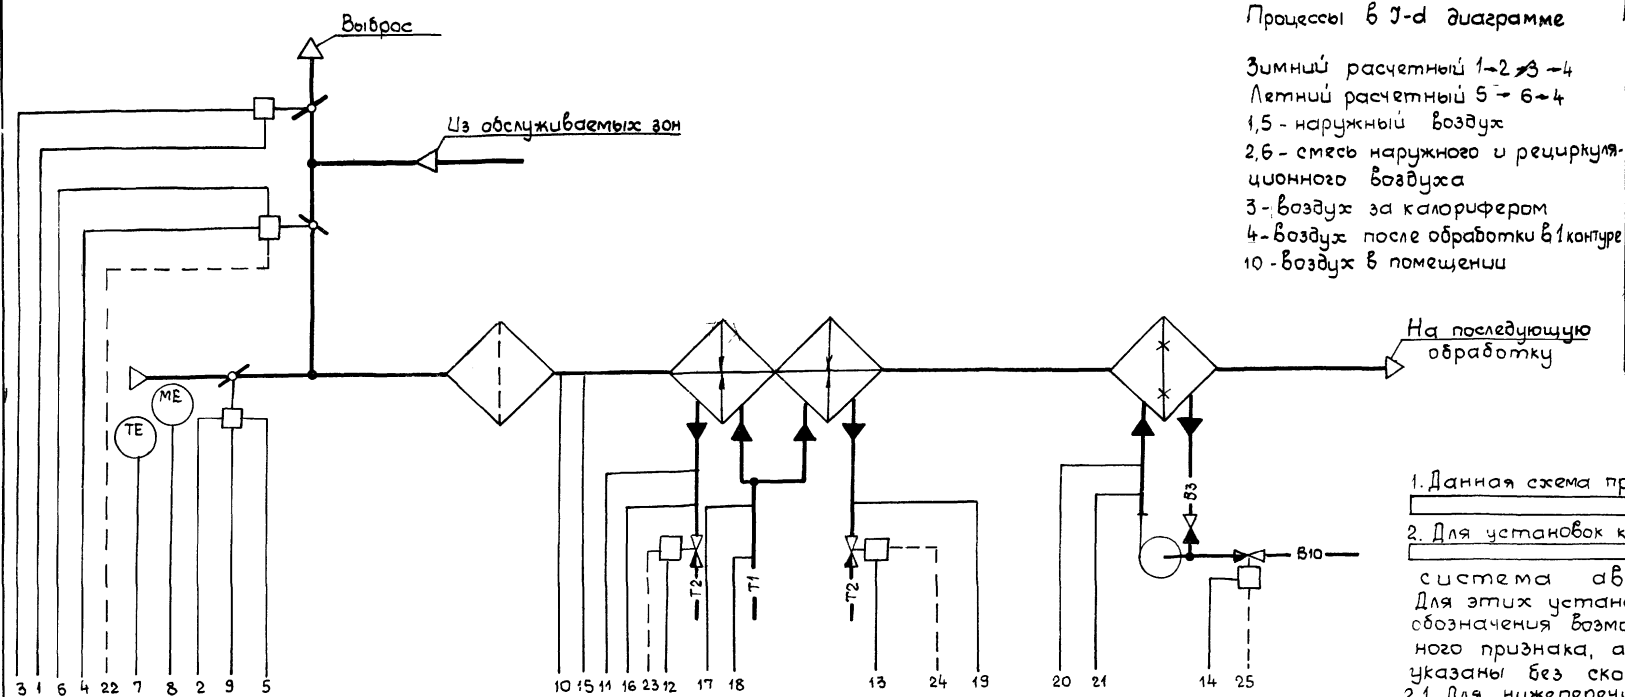 Выброс
Из обслуживаемых зон
Процессы в J-d диаграмме
Зимний расчетный 1→2→3→4
Летний расчетный 5→6→4
1,5 - наружный воздух
2,6 - смесь наружного и рециркуля-
ционного воздуха
3 - воздух за калорифером
4 - воздух после обработки в 1 контуре
10 - воздух в помещении
На последующую
обработку
ME
TE
В3
В10
Т2
Т1
Т2
1. Данная схема пр
2. Для установок к
система ав
Для этих устан
обозначения возмо
ного признака, а
указаны без ско
3 1 6 4 22 7 8 2 9 5 10 15 11 16 23 12 17 18 13 24 19 20 21 14 25